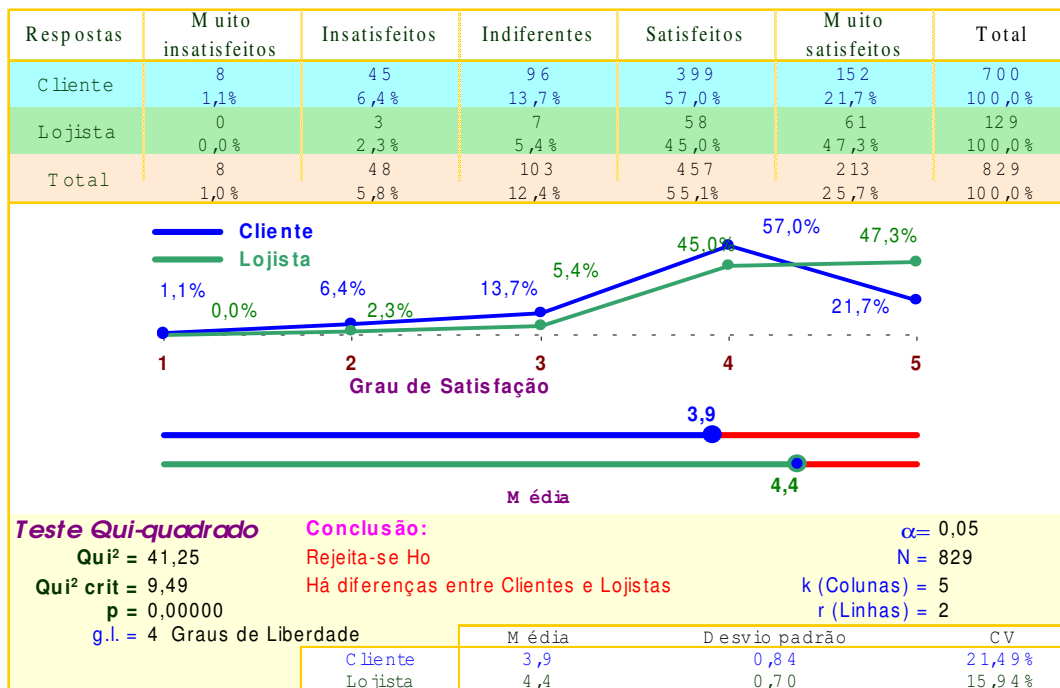 Respostas Muito insatisfeitos Insatisfeitos Indiferentes Satisfeitos Muito satisfeitos Total
Cliente 8 45 96 399 152 700
1,1% 6,4% 13,7% 57,0% 21,7% 100,0%
Lojista 0 3 7 58 61 129
0,0% 2,3% 5,4% 45,0% 47,3% 100,0%
Total 8 48 103 457 213 829
1,0% 5,8% 12,4% 55,1% 25,7% 100,0%
Cliente
Lojista
57,0%
45,0%
47,3%
5,4%
1,1%
6,4%
13,7%
0,0%
2,3%
21,7%
1 2 3 4 5
Grau de Satisfação
3,9
4,4
Média
Teste Qui-quadrado Conclusão: α= 0,05
Qui² = 41,25 Rejeita-se Ho N = 829
Qui² crit = 9,49 Há diferenças entre Clientes e Lojistas k (Colunas) = 5
p = 0,00000 r (Linhas) = 2
g.l. = 4 Graus de Liberdade
Média Desvio padrão CV
Cliente 3,9 0,84 21,49%
Lojista 4,4 0,70 15,94%